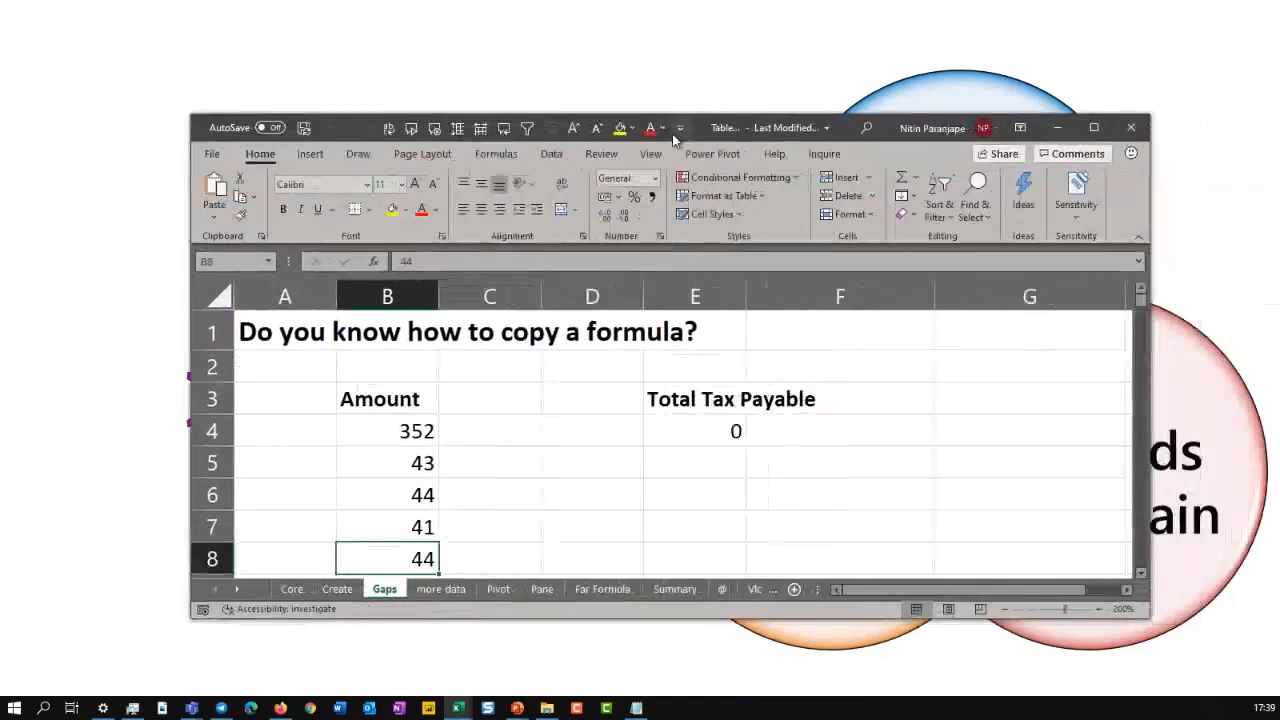 AutoSave Off Table... - Last Modified... Nitin Paranjape NP
File Home Insert Draw Page Layout Formulas Data Review View Power Pivot Help Inquire Share Comments
Paste Calibri 11 General Conditional Formatting Insert Sort & Find & Ideas Sensitivity
Format as Table Delete Filter Select
B I U % Cell Styles Format
Clipboard Font Alignment Number Styles Cells Editing Ideas Sensitivity
B8 fx 44
A B C D E F G
1 Do you know how to copy a formula?
2
3 Amount Total Tax Payable
4 352 0
5 43
6 44
7 41
8 44
Core Create Gaps more data Pivot Pane Far Formula Summary @ Vlc ...
Accessibility: Investigate 200%
ds
ain
17:39